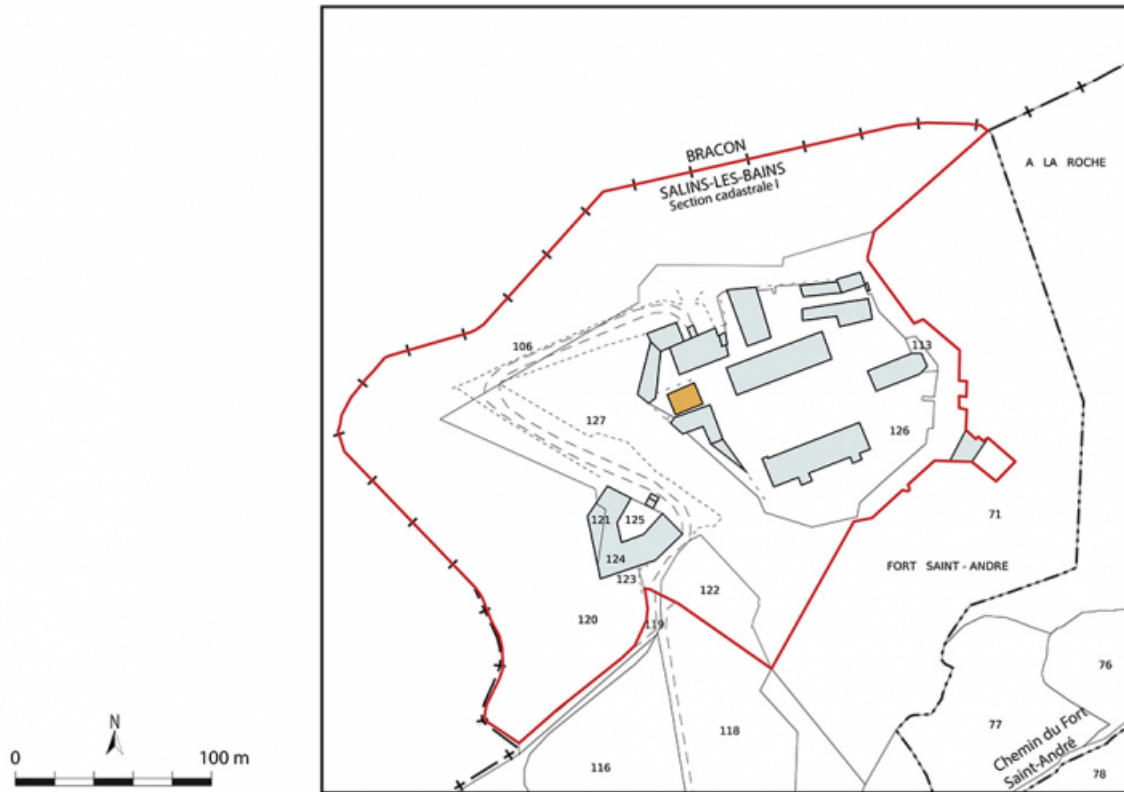 BRACON
SALINS-LES-BAINS
Section cadastrale I
A LA ROCHE
106
113
127
126
121
125
71
124
123
FORT SAINT-ANDRE
122
120
119
76
77
118
Chemin du Fort
Saint-André
116
78
N
0 100 m